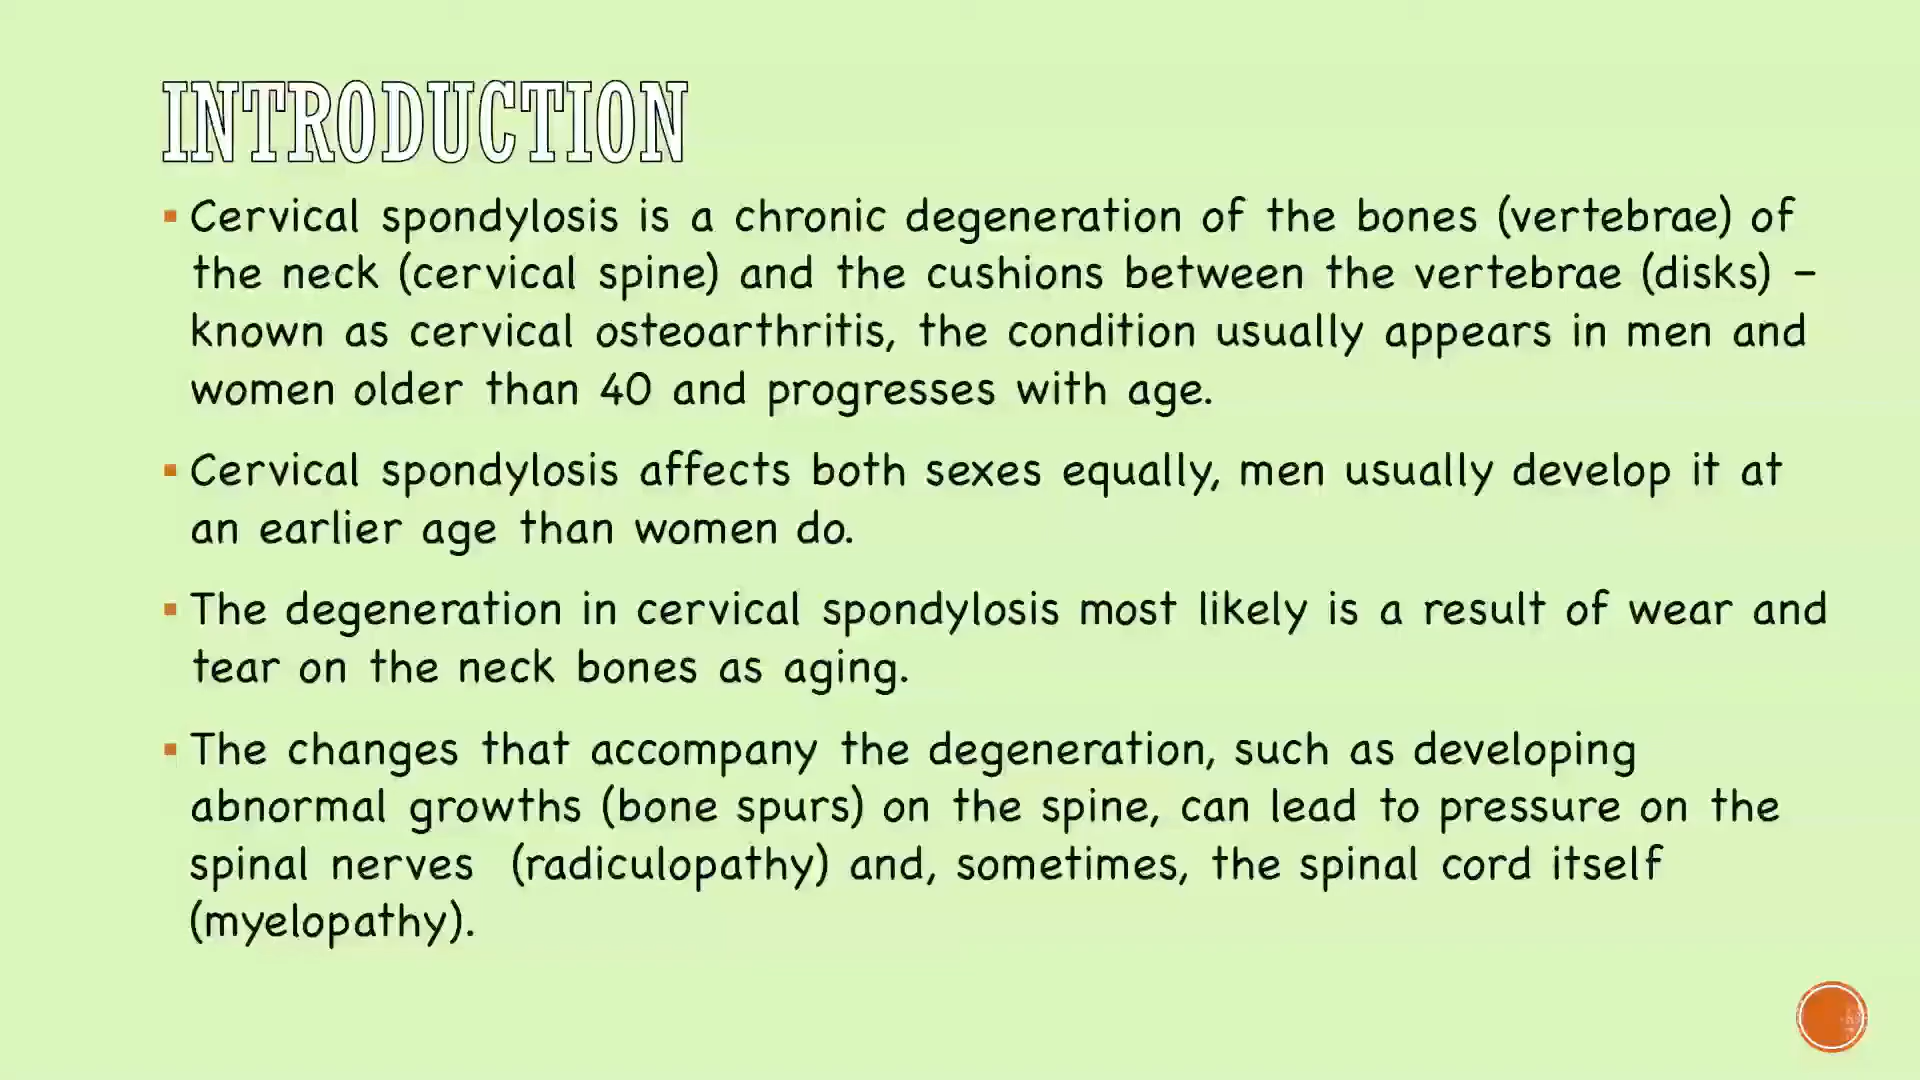 INTRODUCTION
▪ Cervical spondylosis is a chronic degeneration of the bones (vertebrae) of
the neck (cervical spine) and the cushions between the vertebrae (disks) –
known as cervical osteoarthritis, the condition usually appears in men and
women older than 40 and progresses with age.
▪ Cervical spondylosis affects both sexes equally, men usually develop it at
an earlier age than women do.
▪ The degeneration in cervical spondylosis most likely is a result of wear and
tear on the neck bones as aging.
▪ The changes that accompany the degeneration, such as developing
abnormal growths (bone spurs) on the spine, can lead to pressure on the
spinal nerves  (radiculopathy) and, sometimes, the spinal cord itself
(myelopathy).